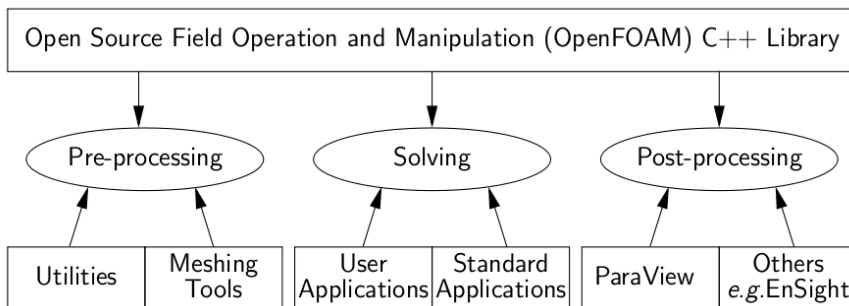 Open Source Field Operation and Manipulation (OpenFOAM) C++ Library
Pre-processing
Solving
Post-processing
Utilities
Meshing
Tools
User
Applications
Standard
Applications
ParaView
Others
e.g.EnSight